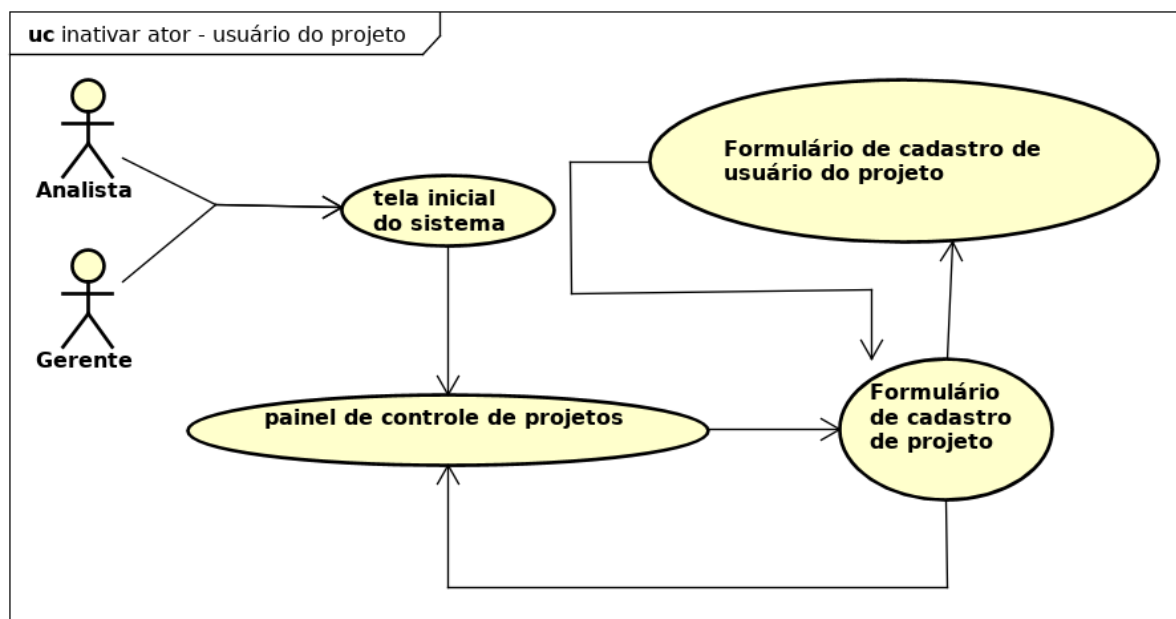 uc inativar ator - usuário do projeto
Analista
Gerente
tela inicial
do sistema
Formulário de cadastro de
usuário do projeto
painel de controle de projetos
Formulário
de cadastro
de projeto